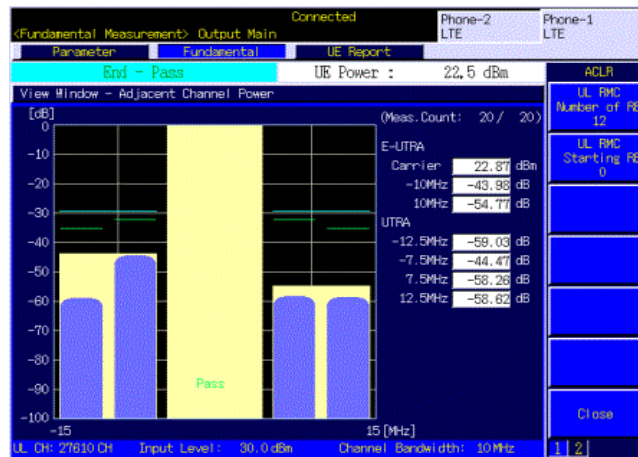 Connected
<Fundamental Measurement> Output Main
Phone-2
LTE
Phone-1
LTE
Parameter
Fundamental
UE Report
End - Pass
UE Power : 22.5 dBm
ACLR
View Window - Adjacent Channel Power
UL RMC
Number of RB
12
UL RMC
Starting RB
0
Close
1 2
[dB]
(Meas.Count: 20/ 20)
0
-10
-20
-30
-40
-50
-60
-70
-80
-90
-100
Pass
-15
15 [MHz]
E-UTRA
Carrier 22.87 dBm
-10MHz -43.98 dB
10MHz -54.77 dB
UTRA
-12.5MHz -59.03 dB
-7.5MHz -44.47 dB
7.5MHz -58.26 dB
12.5MHz -58.62 dB
UL CH: 27610 CH Input Level: 30.0 dBm Channel Bandwidth: 10 MHz